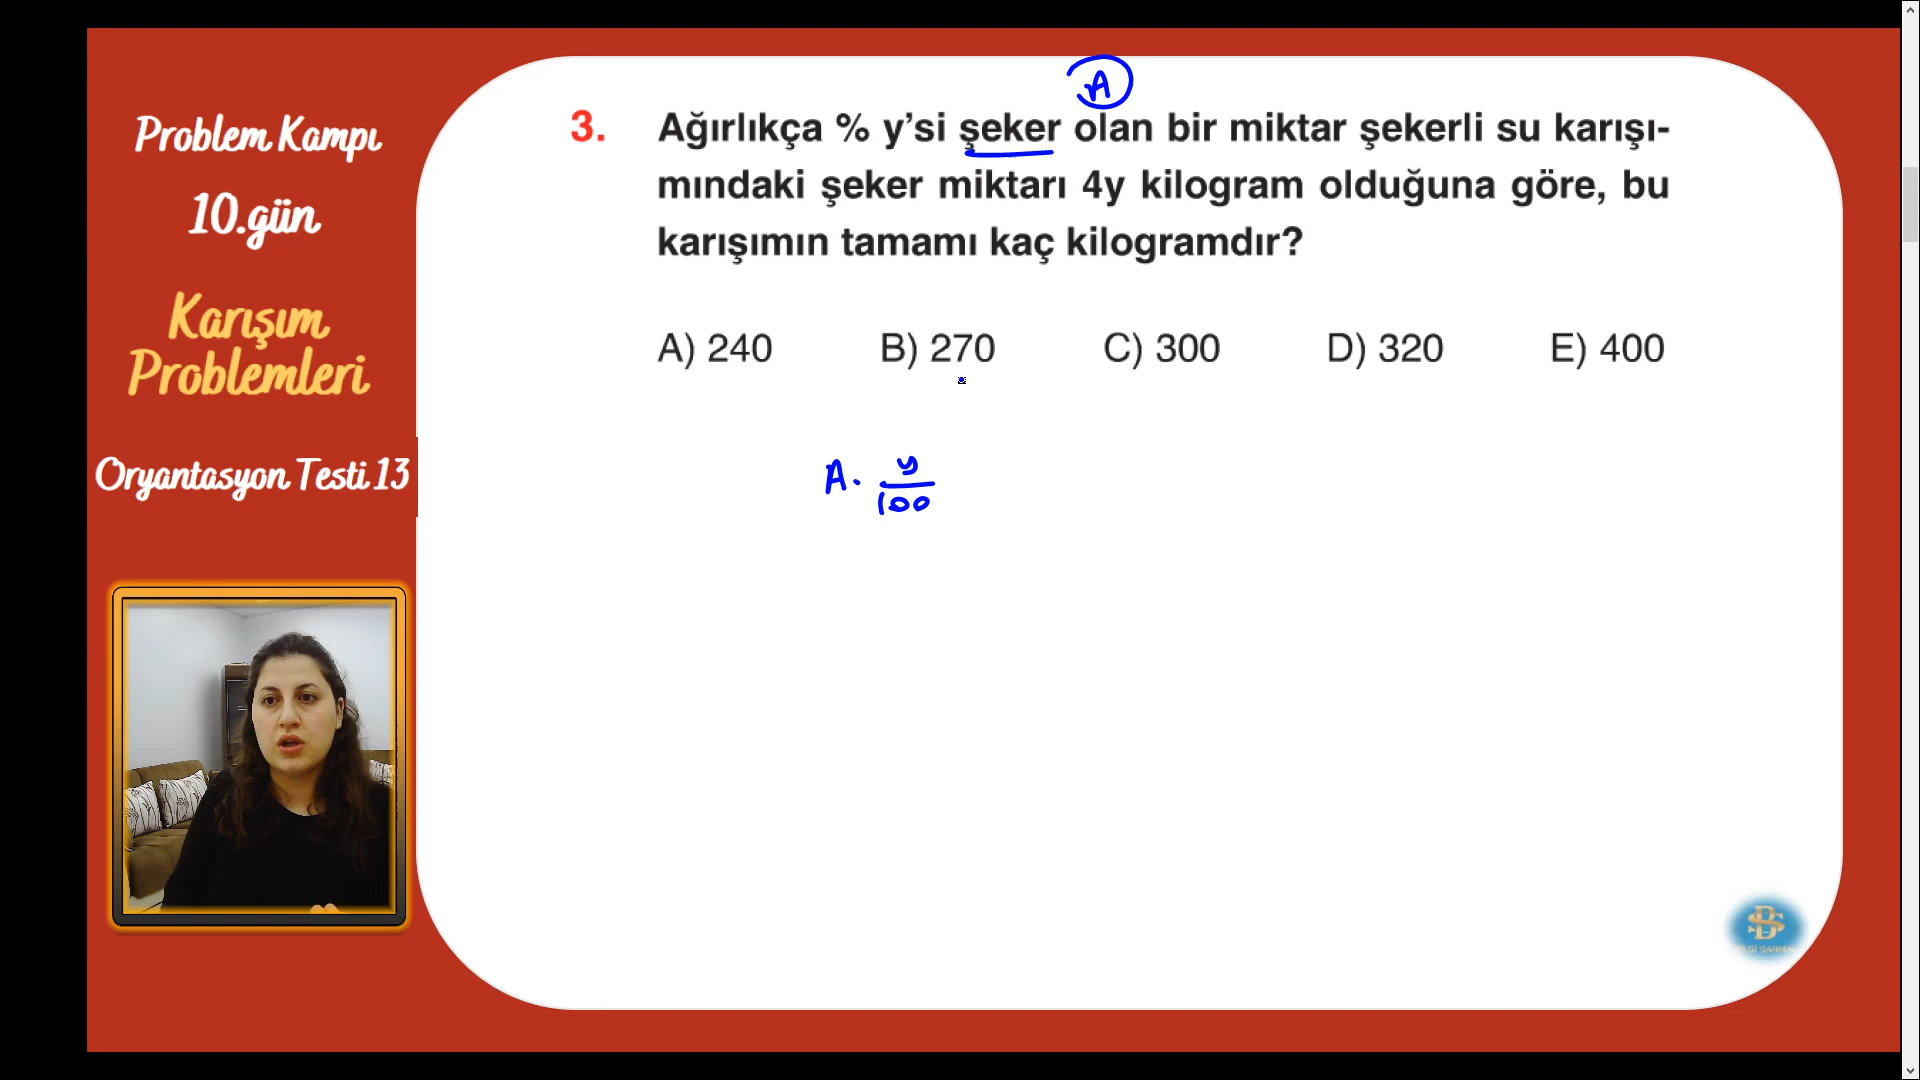 Problem Kampı
10.gün
Karışım
Problemleri
Oryantasyon Testi 13
A
3. Ağırlıkça % y’si şeker olan bir miktar şekerli su karışı-
mındaki şeker miktarı 4y kilogram olduğuna göre, bu
karışımın tamamı kaç kilogramdır?
A) 240 B) 270 C) 300 D) 320 E) 400
A. y/100